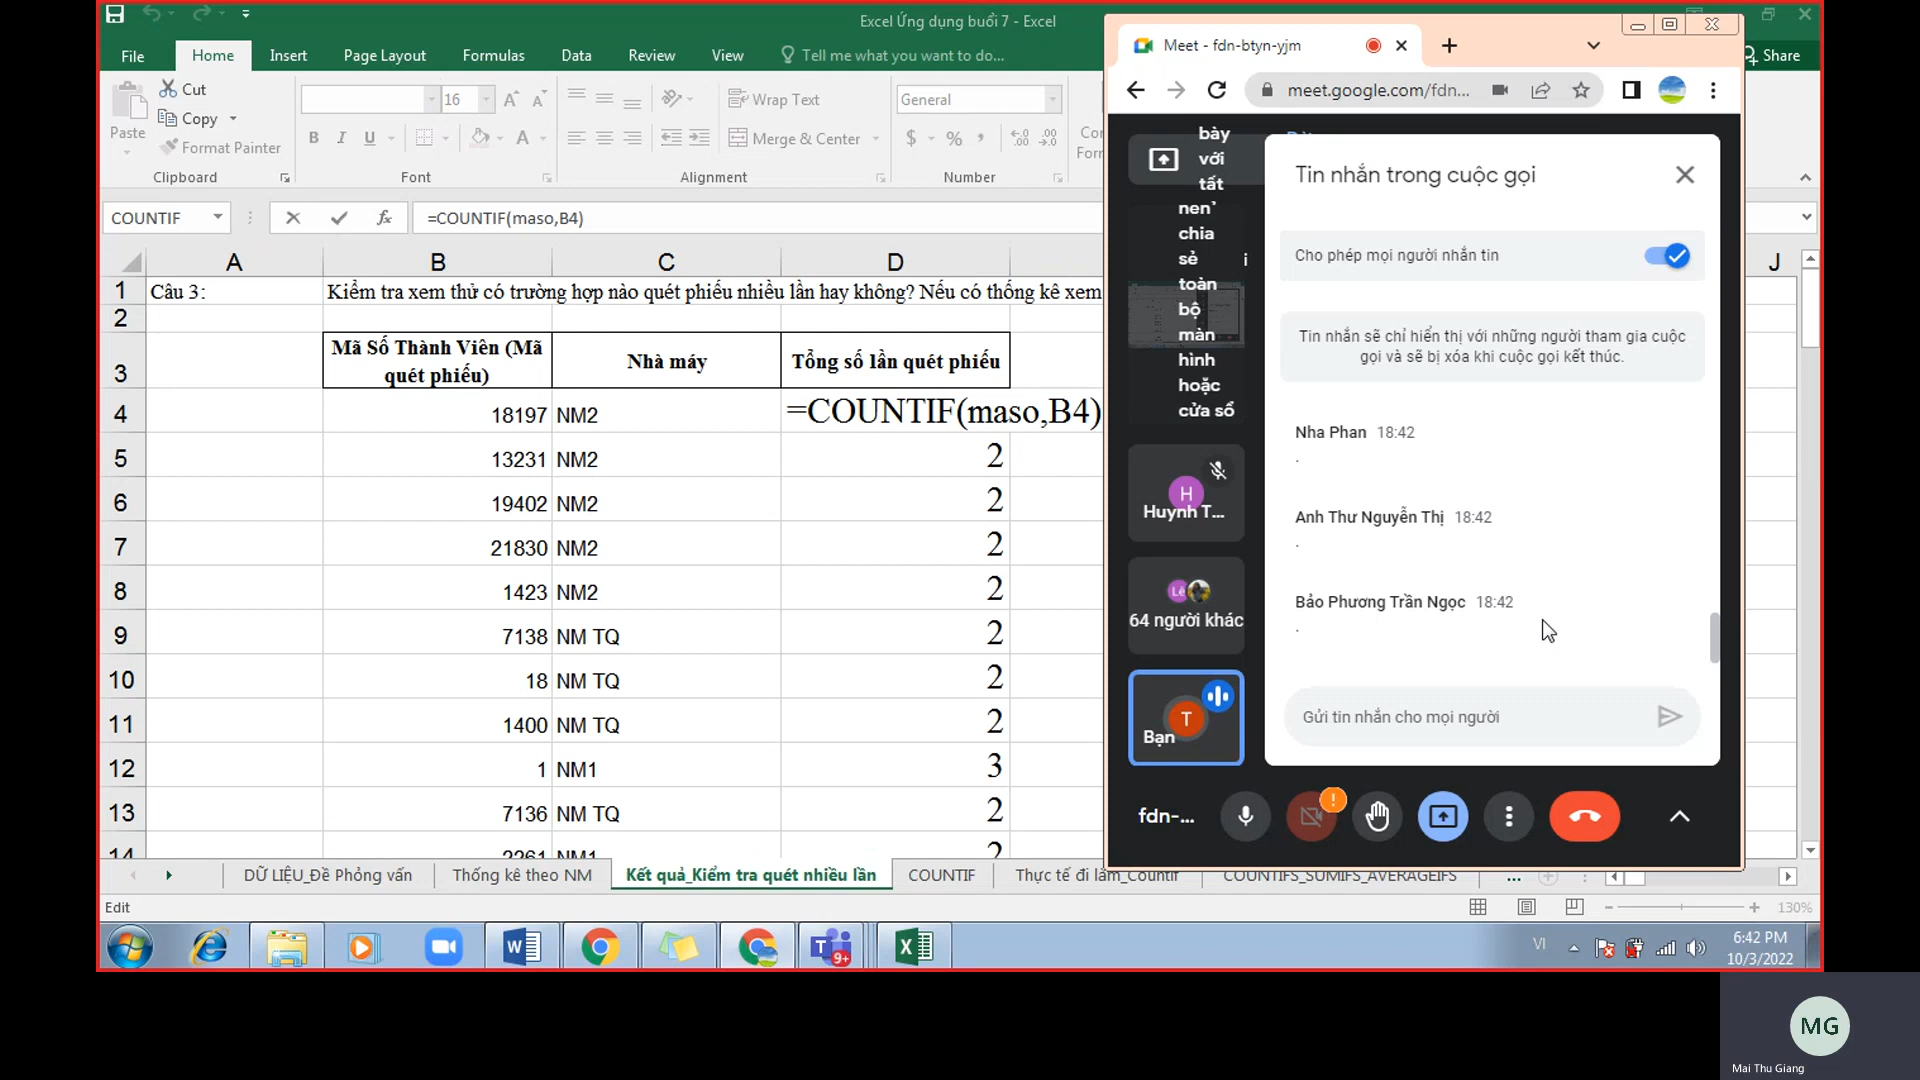 Excel Ứng dụng buổi 7 - Excel
File Home Insert Page Layout Formulas Data Review View Tell me what you want to do... Share
Paste
Cut
Copy
Format Painter
Clipboard
16
B I U
Font
Wrap Text
Merge & Center
Alignment
General
$ % ,
Number
COUNTIF
fx
=COUNTIF(maso,B4)
A B C D J
1 Câu 3: Kiểm tra xem thử có trường hợp nào quét phiếu nhiều lần hay không? Nếu có thống kê xem
2
3 Mã Số Thành Viên (Mã quét phiếu) Nhà máy Tổng số lần quét phiếu
4 18197 NM2 =COUNTIF(maso,B4)
5 13231 NM2 2
6 19402 NM2 2
7 21830 NM2 2
8 1423 NM2 2
9 7138 NM TQ 2
10 18 NM TQ 2
11 1400 NM TQ 2
12 1 NM1 3
13 7136 NM TQ 2
14 2261 NM1 2
DỮ LIỆU_Đề Phỏng vấn Thống kê theo NM Kết quả_Kiểm tra quét nhiều lần COUNTIF Thực tế đi làm_Countif COUNTIFS_SUMIFS_AVERAGEIFS ...
Edit
130%
Meet - fdn-btyn-yjm
meet.google.com/fdn...
bày
với
tất
nen'
chia
sẻ
toàn
bộ
màn
hình
hoặc
cửa sổ
H
Huynh T...
Lê
64 người khác
T
Bạn
Tin nhắn trong cuộc gọi
Cho phép mọi người nhắn tin
Tin nhắn sẽ chỉ hiển thị với những người tham gia cuộc
gọi và sẽ bị xóa khi cuộc gọi kết thúc.
Nha Phan 18:42
.
Anh Thư Nguyễn Thị 18:42
.
Bảo Phương Trần Ngọc 18:42
.
Gửi tin nhắn cho mọi người
fdn-...
!
9+
VI
6:42 PM
10/3/2022
MG
Mai Thu Giang